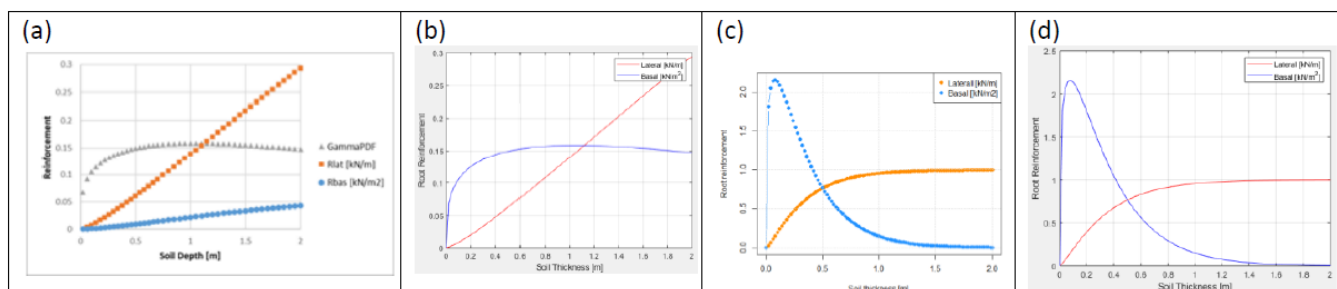 (a)
0.3
0.25
0.2
0.15
0.1
0.05
0
0 0.5 1 1.5 2
Reinforcement
Soil Depth [m]
GammaPDF
Rlat [kN/m]
Rbas [kN/m2]
(b)
0.3
0.25
0.2
0.15
0.1
0.05
0
0 0.2 0.4 0.6 0.8 1 1.2 1.4 1.6 1.8 2
Root Reinforcement
Soil Thickness [m]
Lateral [kN/m]
Basal [kN/m²]
(c)
2.0
1.5
1.0
0.5
0.0
0.0 0.5 1.0 1.5 2.0
Root reinforcement
Soil thickness [m]
Laterall [kN/m]
Basal [kN/m2]
(d)
2.5
2
1.5
1
0.5
0
0 0.2 0.4 0.6 0.8 1 1.2 1.4 1.6 1.8 2
Root Reinforcement
Soil Thickness [m]
Lateral [kN/m]
Basal [kN/m²]